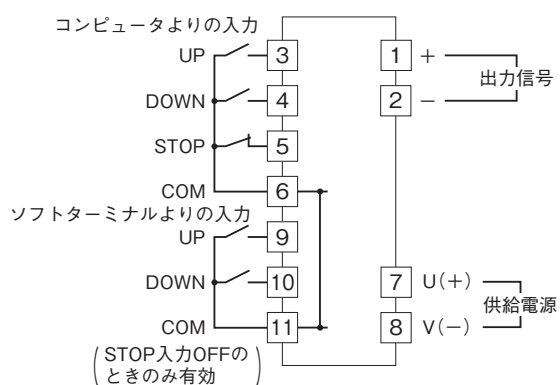 コンピュータよりの入力
UP 3
DOWN 4
STOP 5
COM 6
ソフトターミナルよりの入力
UP 9
DOWN 10
COM 11
(STOP入力OFFの
ときのみ有効)
1 +
出力信号
2 −
7 U(+)
供給電源
8 V(−)